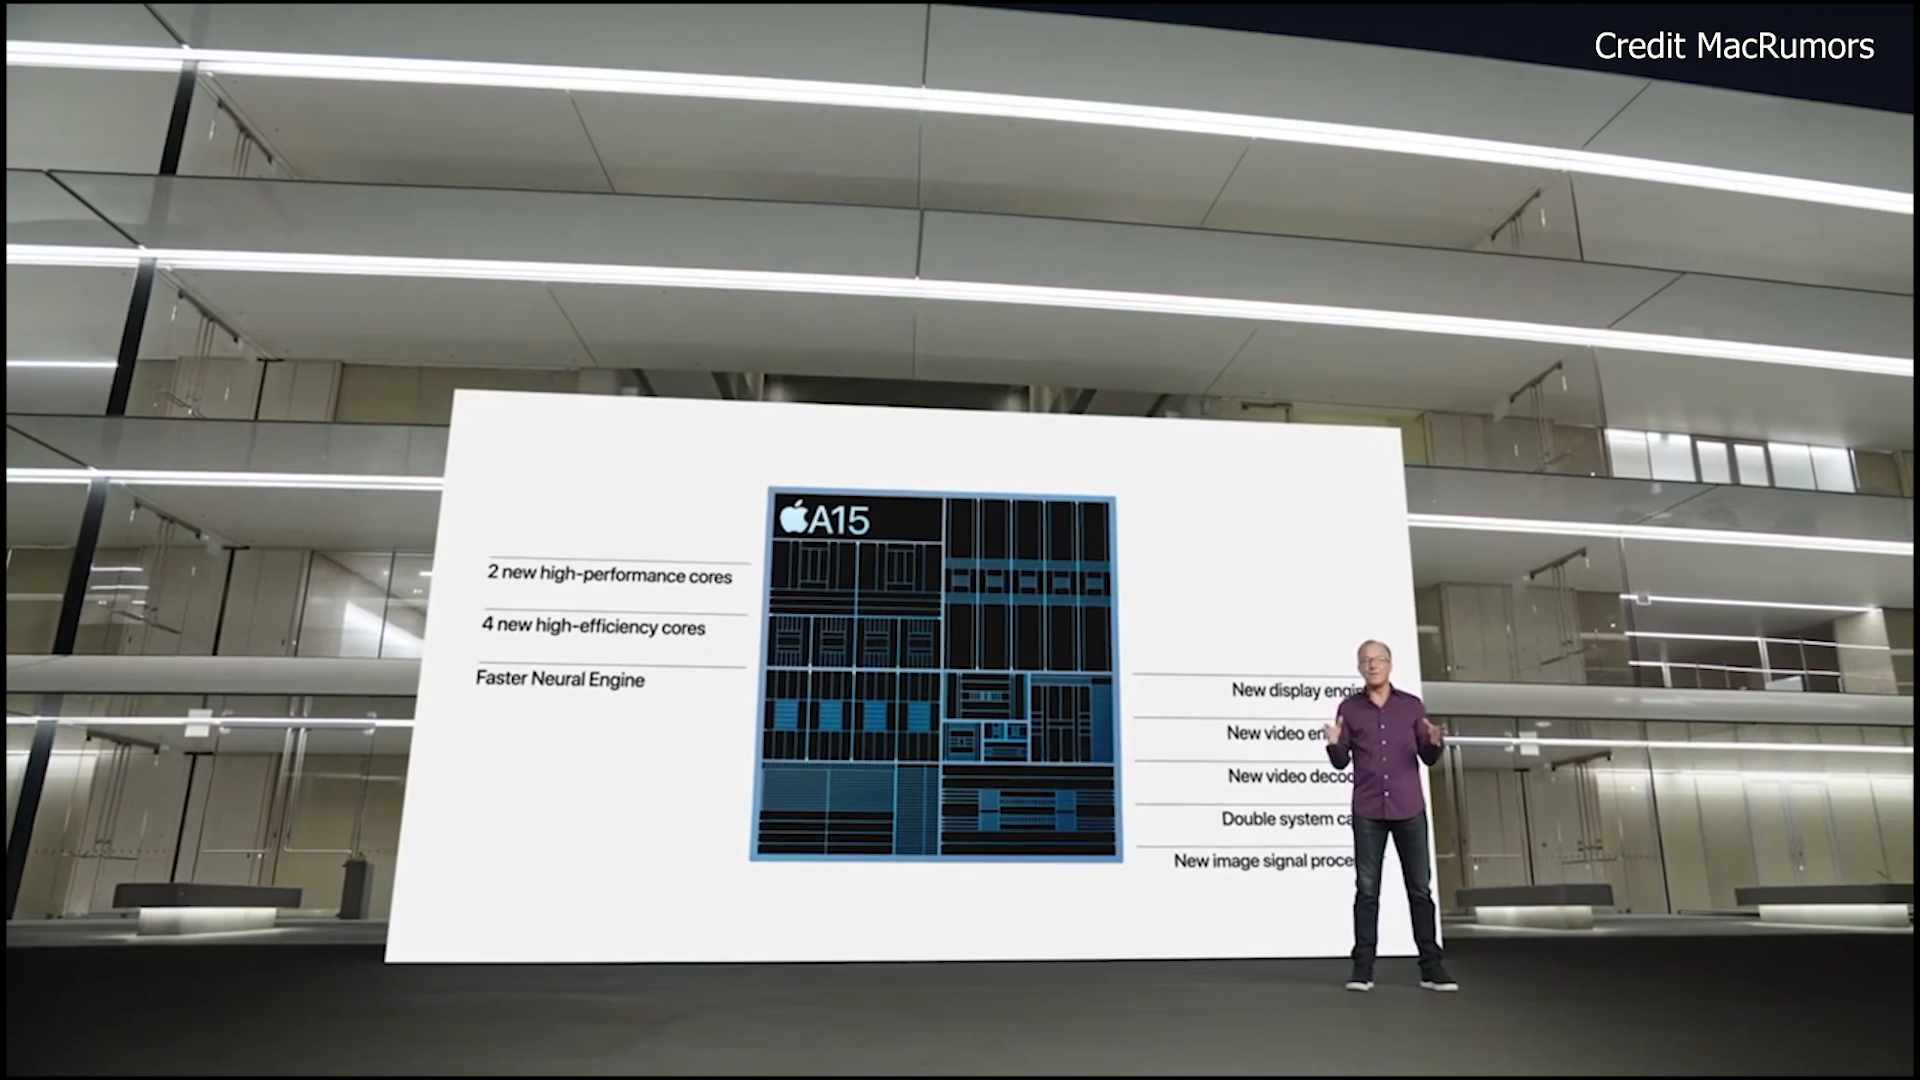 Credit MacRumors
A15
2 new high-performance cores
4 new high-efficiency cores
Faster Neural Engine
New display
New video
New video
Double system
New image signal